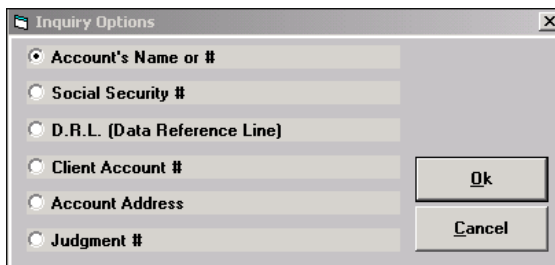 Inquiry Options
Account's Name or #
Social Security #
D.R.L. (Data Reference Line)
Client Account #
Ok
Account Address
Cancel
Judgment #